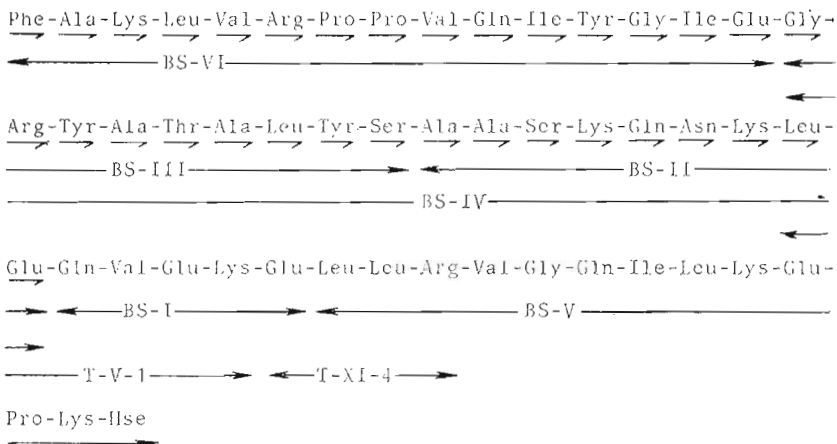 Phe-Ala-Lys-Leu-Val-Arg-Pro-Pro-Val-Gln-Ile-Tyr-Gly-Ile-Glu-Gly-
BS-VI
Arg-Tyr-Ala-Thr-Ala-Leu-Tyr-Ser-Ala-Ala-Ser-Lys-Gln-Asn-Lys-Leu-
BS-III BS-II
BS-IV
Glu-Gln-Val-Glu-Lys-Glu-Leu-Leu-Arg-Val-Gly-Gln-Ile-Leu-Lys-Glu-
BS-I BS-V
T-V-1 T-XI-4
Pro-Lys-Hse